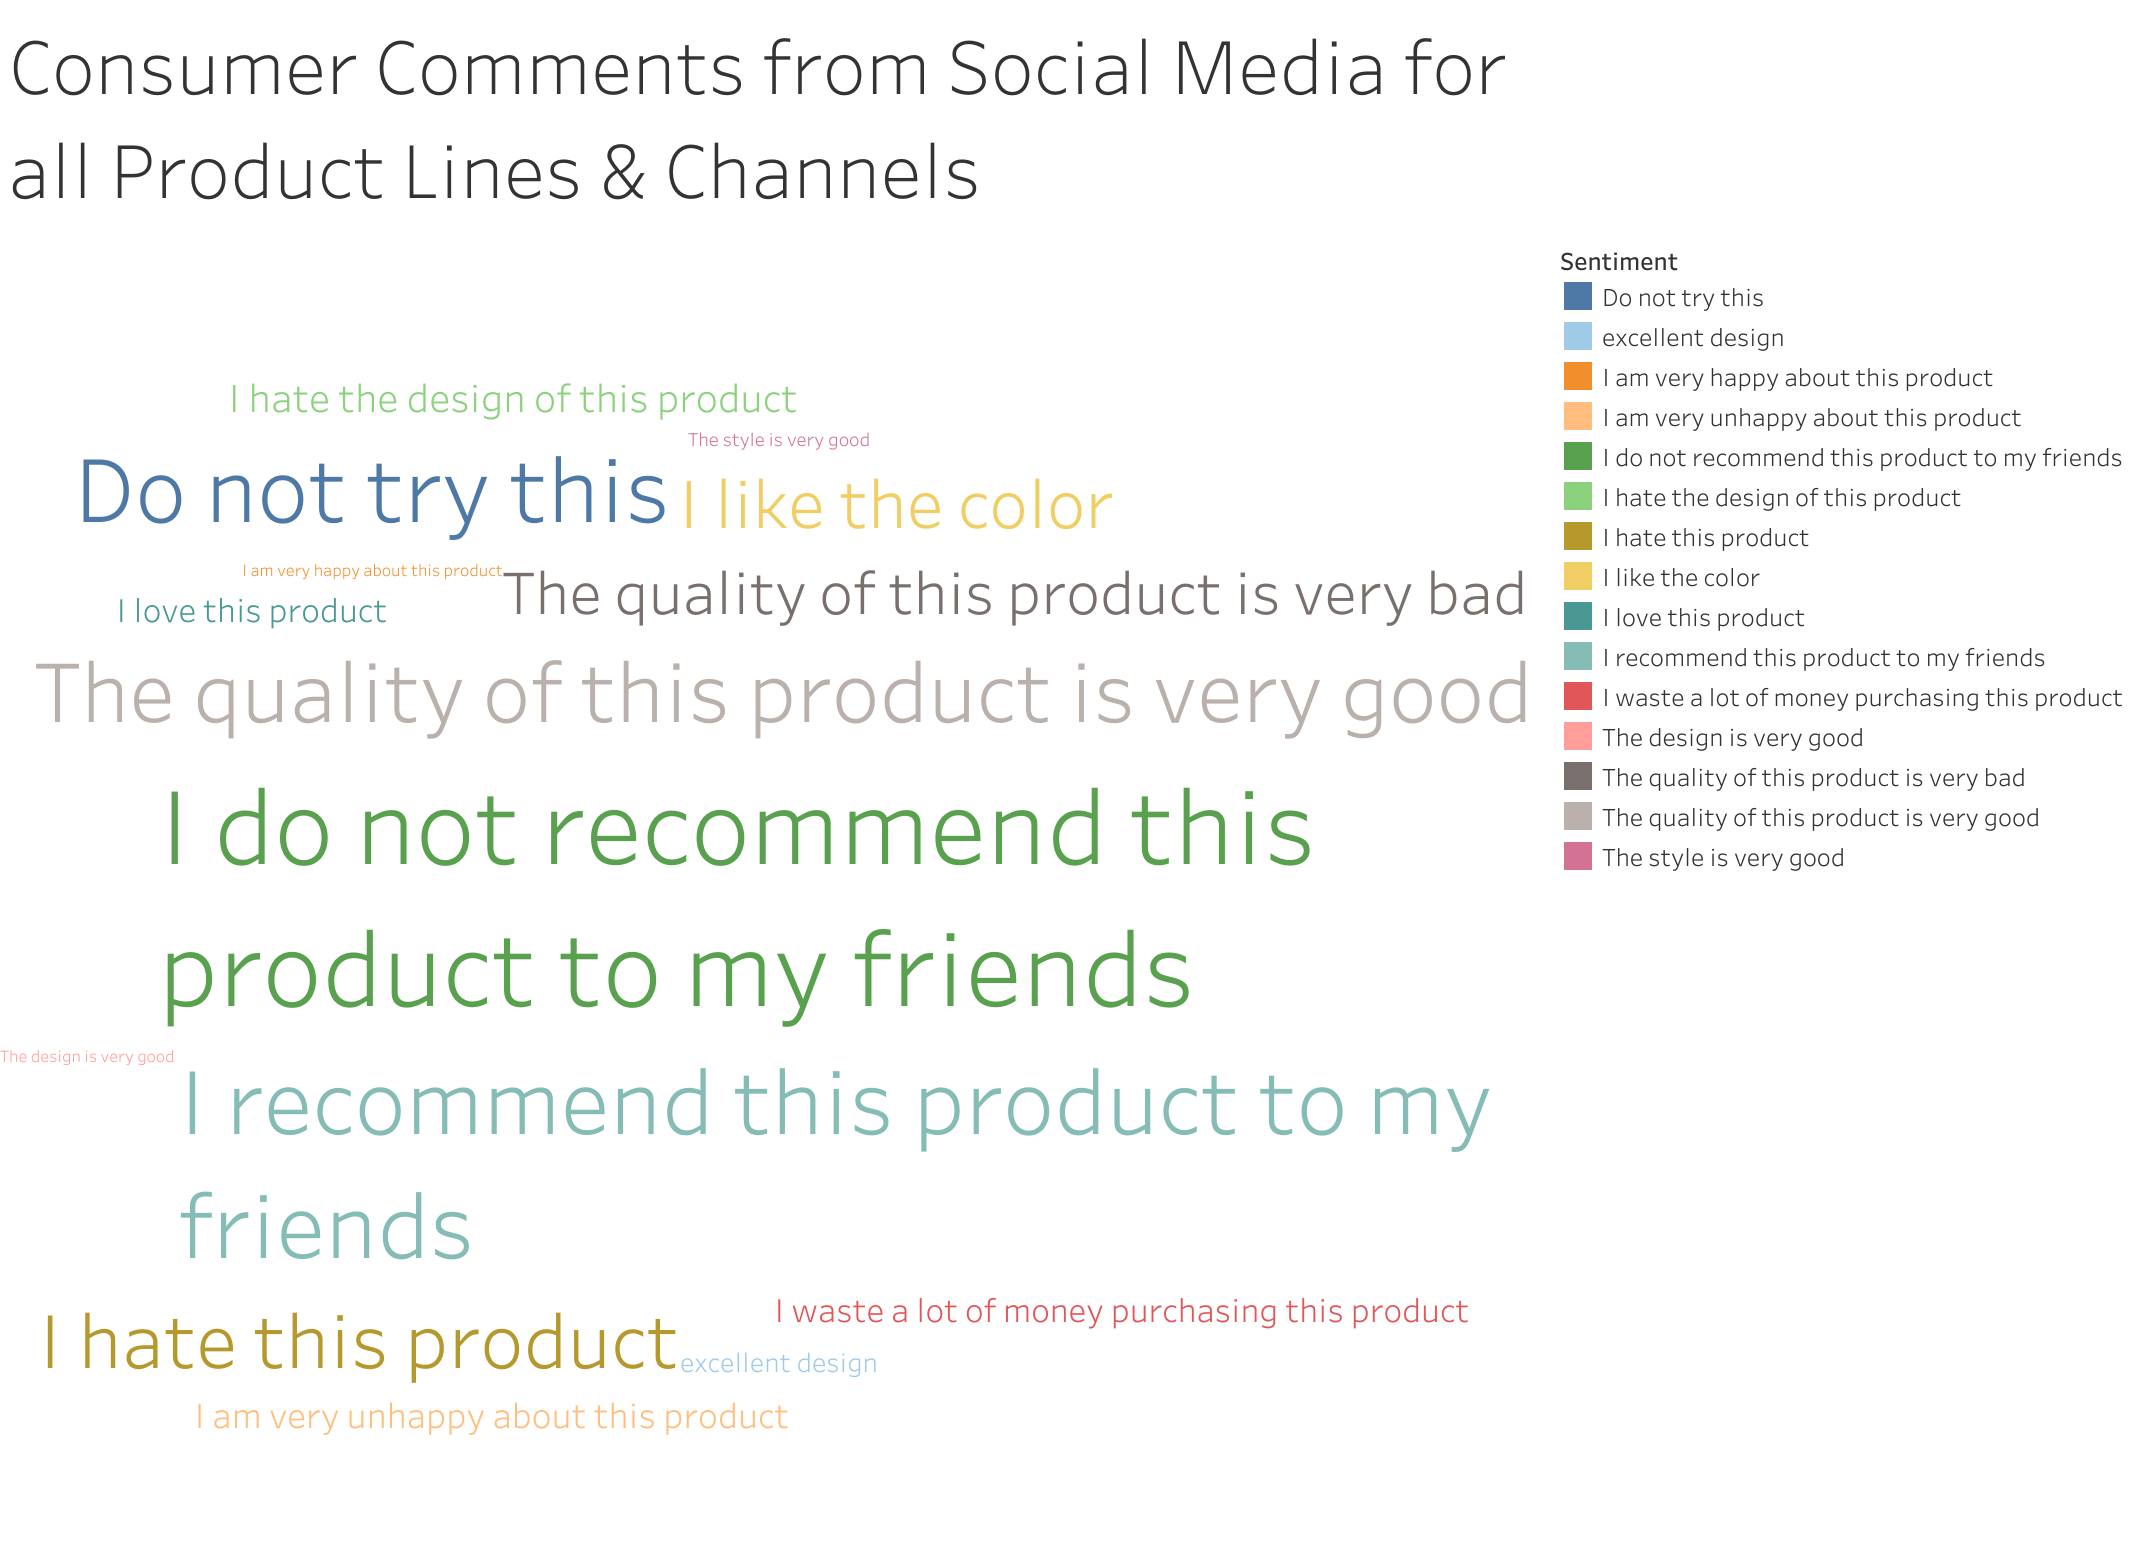 Consumer Comments from Social Media for
all Product Lines & Channels
I hate the design of this product
The style is very good
Do not try this
I like the color
I am very happy about this product
The quality of this product is very bad
I love this product
The quality of this product is very good
I do not recommend this
product to my friends
The design is very good
I recommend this product to my
friends
I waste a lot of money purchasing this product
I hate this product
excellent design
I am very unhappy about this product
Sentiment
Do not try this
excellent design
I am very happy about this product
I am very unhappy about this product
I do not recommend this product to my friends
I hate the design of this product
I hate this product
I like the color
I love this product
I recommend this product to my friends
I waste a lot of money purchasing this product
The design is very good
The quality of this product is very bad
The quality of this product is very good
The style is very good